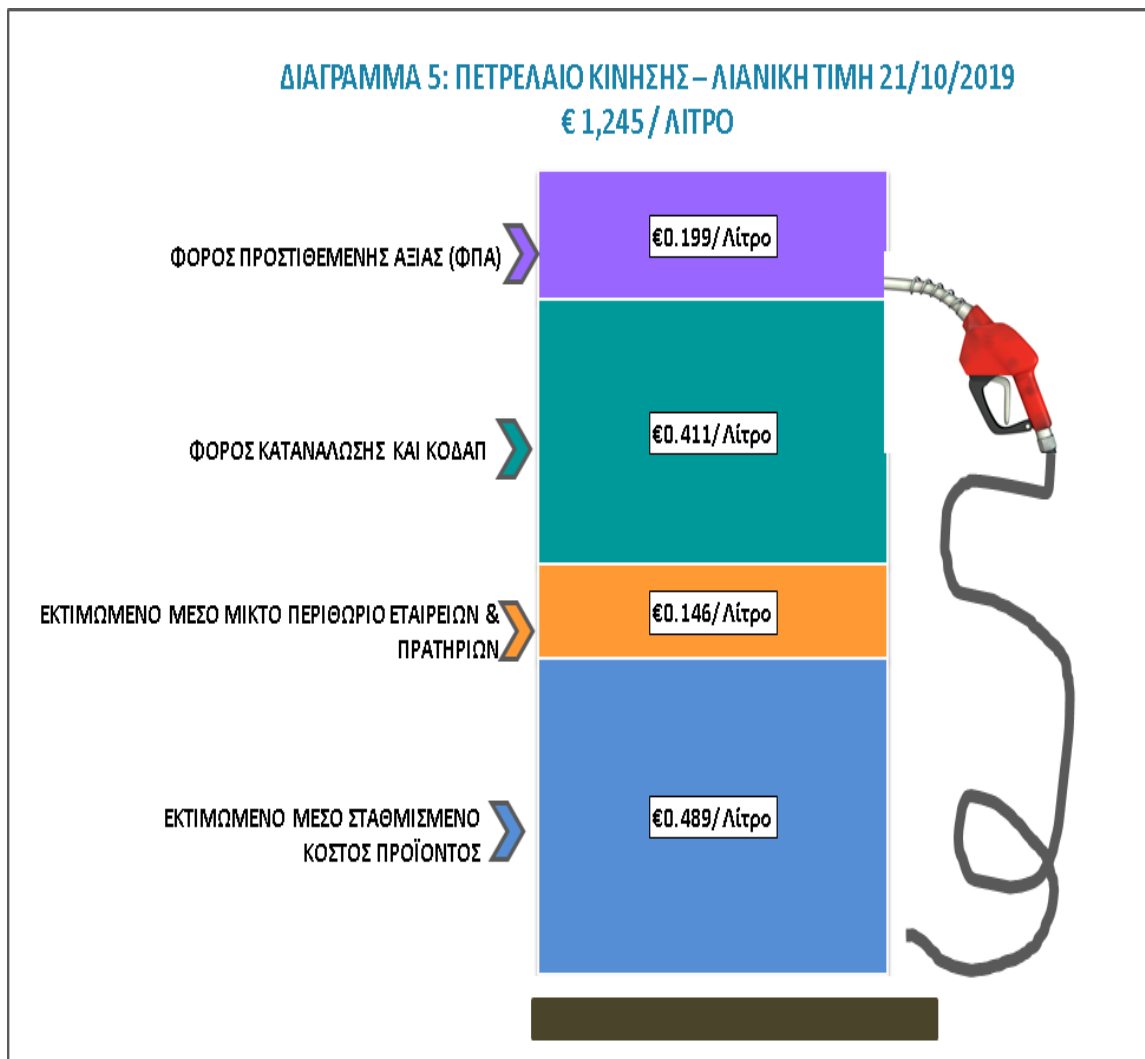 ΔΙΑΓΡΑΜΜΑ 5: ΠΕΤΡΕΛΑΙΟ ΚΙΝΗΣΗΣ – ΛΙΑΝΙΚΗ ΤΙΜΗ 21/10/2019
€ 1,245 / ΛΙΤΡΟ
€0.199/ Λίτρο
ΦΟΡΟΣ ΠΡΟΣΤΙΘΕΜΕΝΗΣ ΑΞΙΑΣ (ΦΠΑ)
€0.411/ Λίτρο
ΦΟΡΟΣ ΚΑΤΑΝΑΛΩΣΗΣ ΚΑΙ ΚΟΔΑΠ
€0.146/ Λίτρο
ΕΚΤΙΜΩΜΕΝΟ ΜΕΣΟ ΜΙΚΤΟ ΠΕΡΙΘΩΡΙΟ ΕΤΑΙΡΕΙΩΝ &
ΠΡΑΤΗΡΙΩΝ
€0.489/ Λίτρο
ΕΚΤΙΜΩΜΕΝΟ ΜΕΣΟ ΣΤΑΘΜΙΣΜΕΝΟ
ΚΟΣΤΟΣ ΠΡΟΪΟΝΤΟΣ